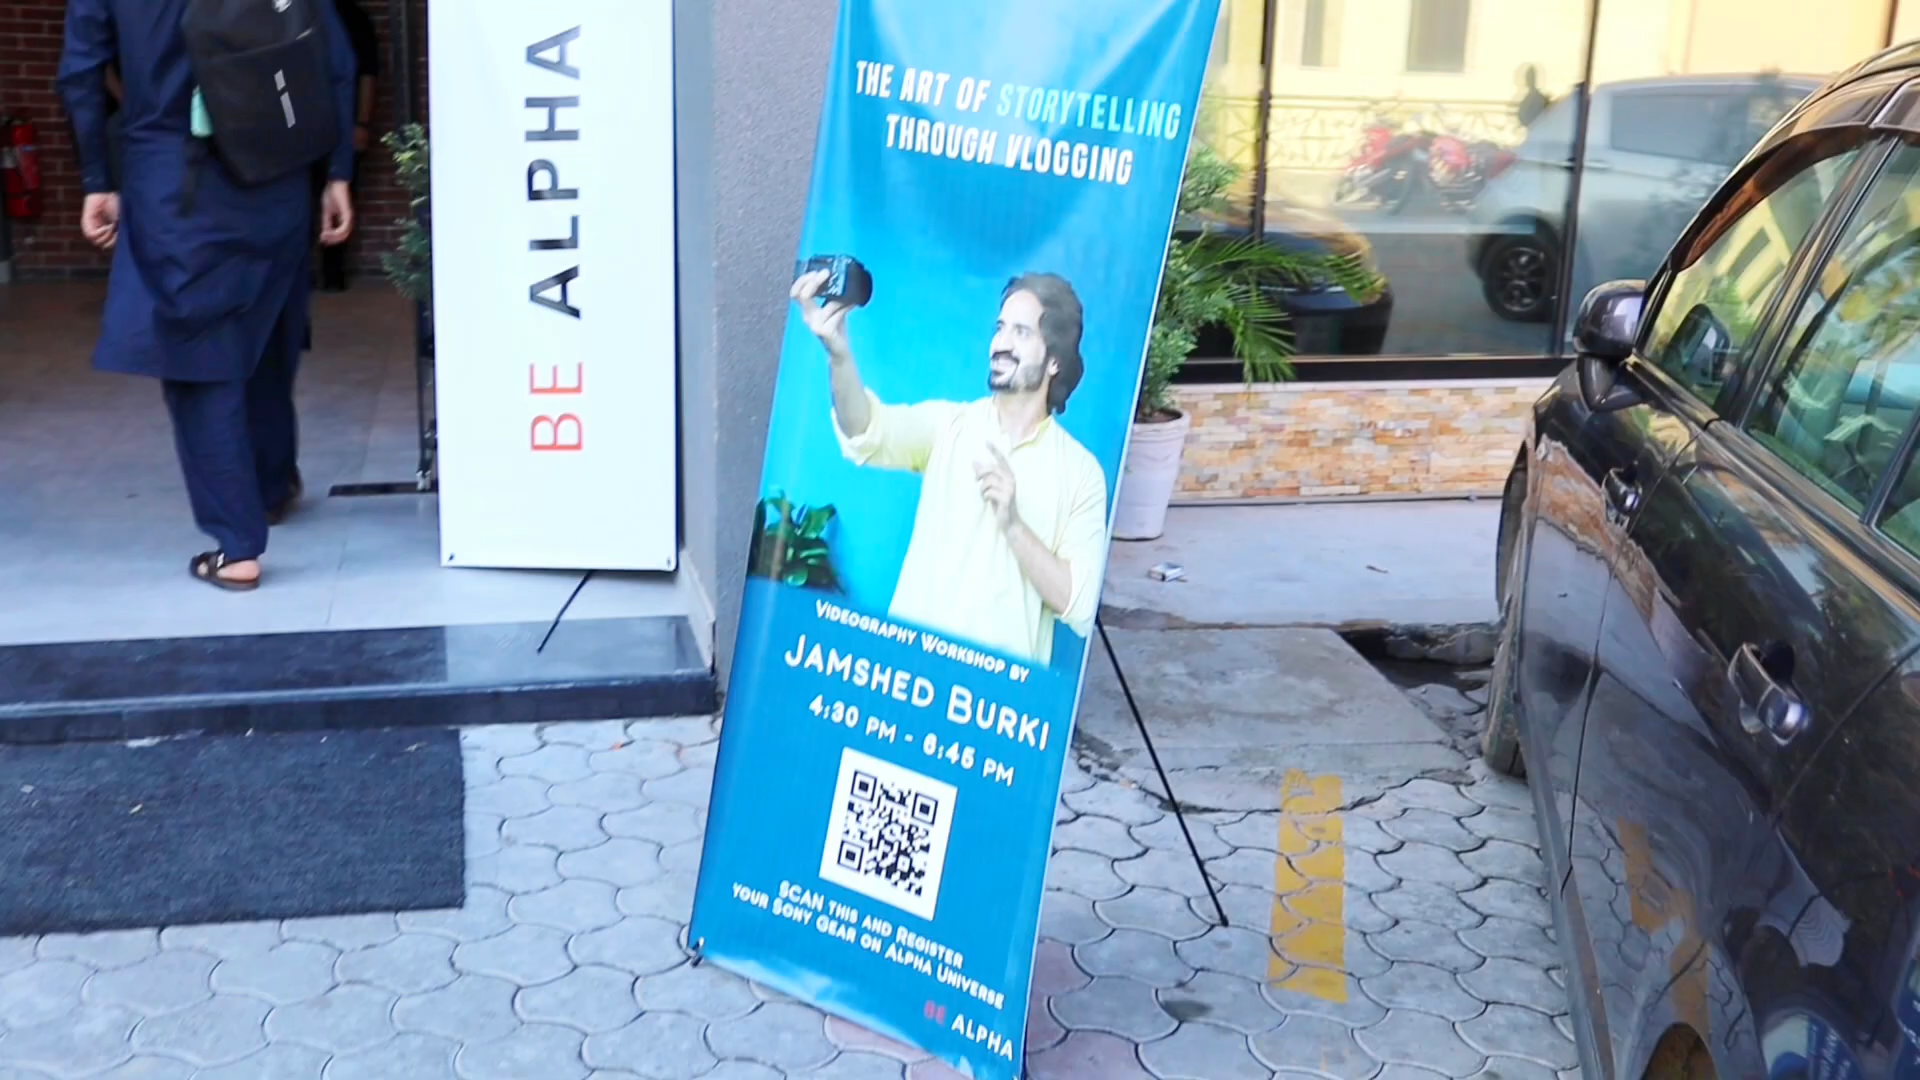 BE ALPHA
THE ART OF STORYTELLING
THROUGH VLOGGING
VIDEOGRAPHY WORKSHOP BY
JAMSHED BURKI
4:30 PM - 6:45 PM
SCAN THIS AND REGISTER
YOUR SONY GEAR ON ALPHA UNIVERSE
BE ALPHA